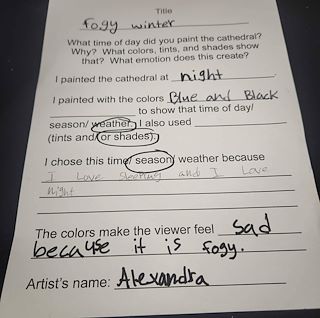 Title
fogy winter
What time of day did you paint the cathedral?
Why? What colors, tints, and shades show
that? What emotion does this create?
I painted the cathedral at night.
I painted with the colors Blue and Black
to show that time of day/
season/ weather. I also used
(tints and/or shades).
I chose this time/ season/ weather because
I Love sleeping and I Love
night
The colors make the viewer feel sad
because it is fogy.
Artist's name: Alexandra